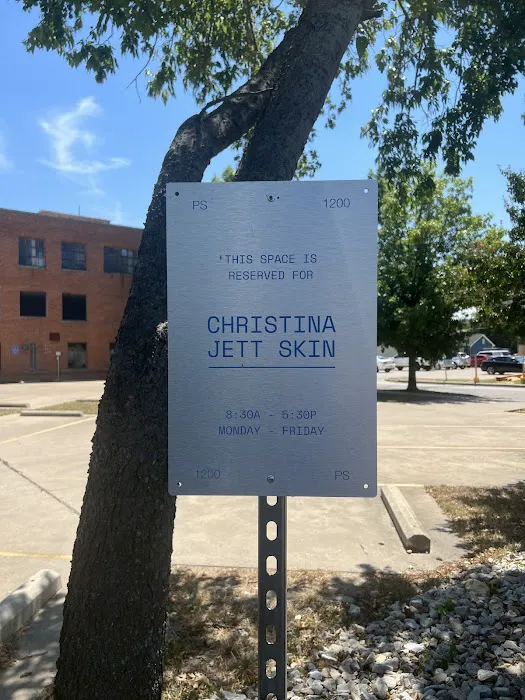 PS 1200
'THIS SPACE IS
RESERVED FOR
CHRISTINA
JETT SKIN
8:30A - 5:30P
MONDAY - FRIDAY
1200 PS